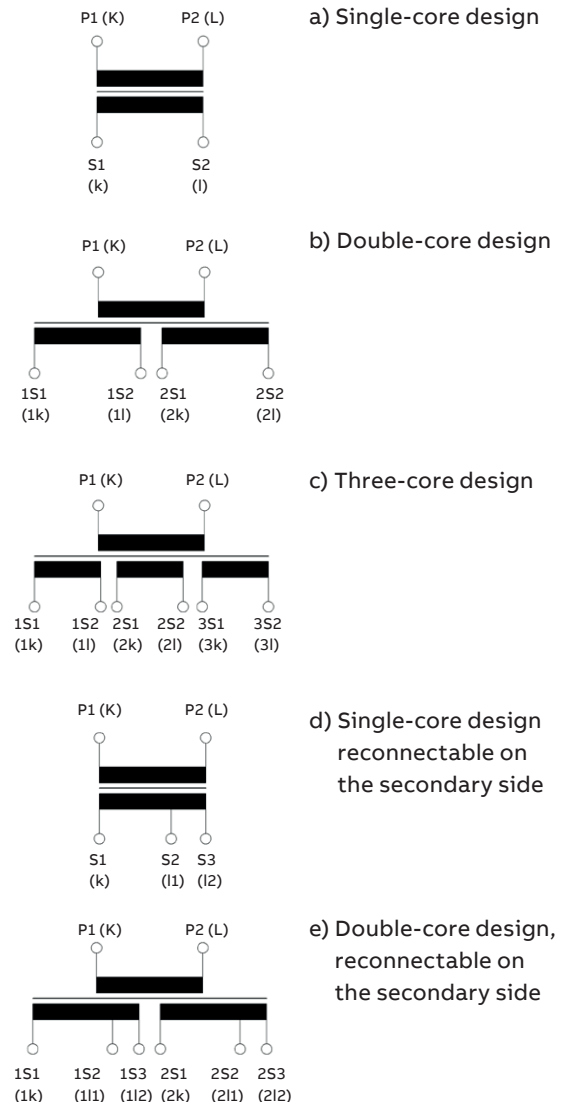 P1 (K) P2 (L) a) Single-core design
S1 S2
(k) (l)
P1 (K) P2 (L) b) Double-core design
1S1 1S2 2S1 2S2
(1k) (1l) (2k) (2l)
P1 (K) P2 (L) c) Three-core design
1S1 1S2 2S1 2S2 3S1 3S2
(1k) (1l) (2k) (2l) (3k) (3l)
P1 (K) P2 (L) d) Single-core design
reconnectable on
the secondary side
S1 S2 S3
(k) (l1) (l2)
P1 (K) P2 (L) e) Double-core design,
reconnectable on
the secondary side
1S1 1S2 1S3 2S1 2S2 2S3
(1k) (1l1) (1l2) (2k) (2l1) (2l2)